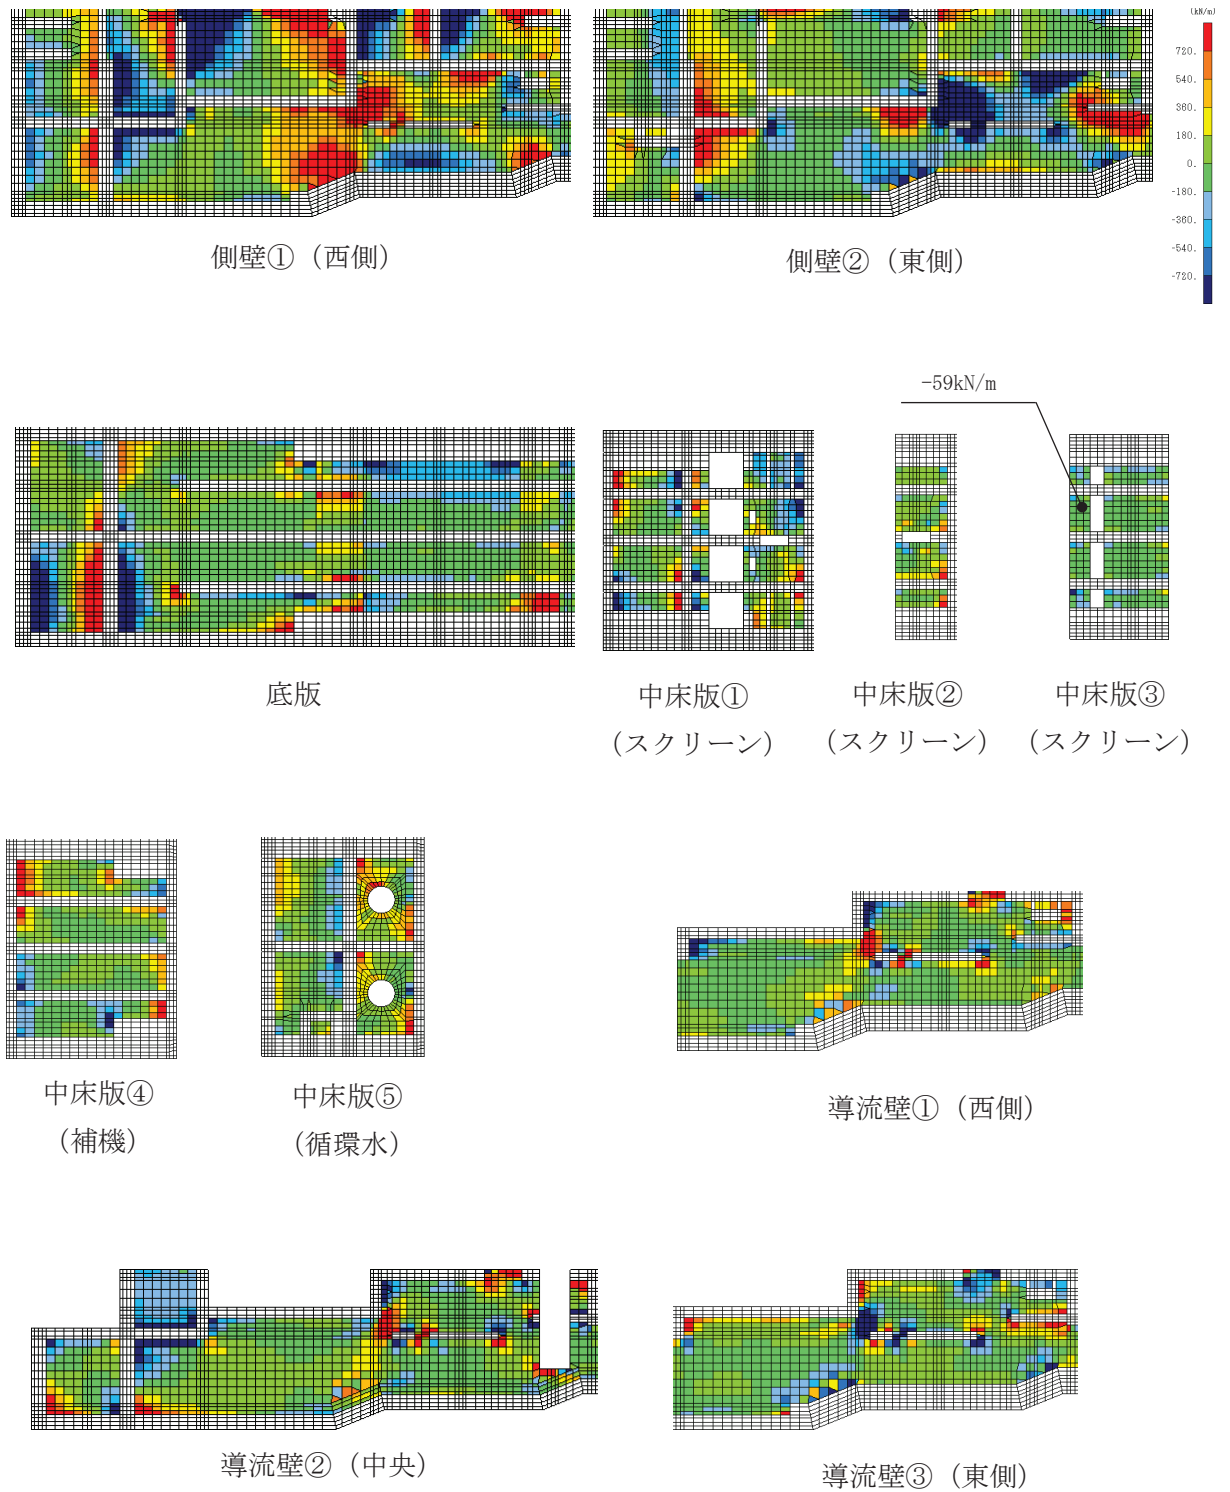 (kN/m)
720.
540.
360.
180.
0.
-180.
-360.
-540.
-720.
側壁①（西側）
側壁②（東側）
-59kN/m
底版
中床版①
（スクリーン）
中床版②
（スクリーン）
中床版③
（スクリーン）
中床版④
（補機）
中床版⑤
（循環水）
導流壁①（西側）
導流壁②（中央）
導流壁③（東側）